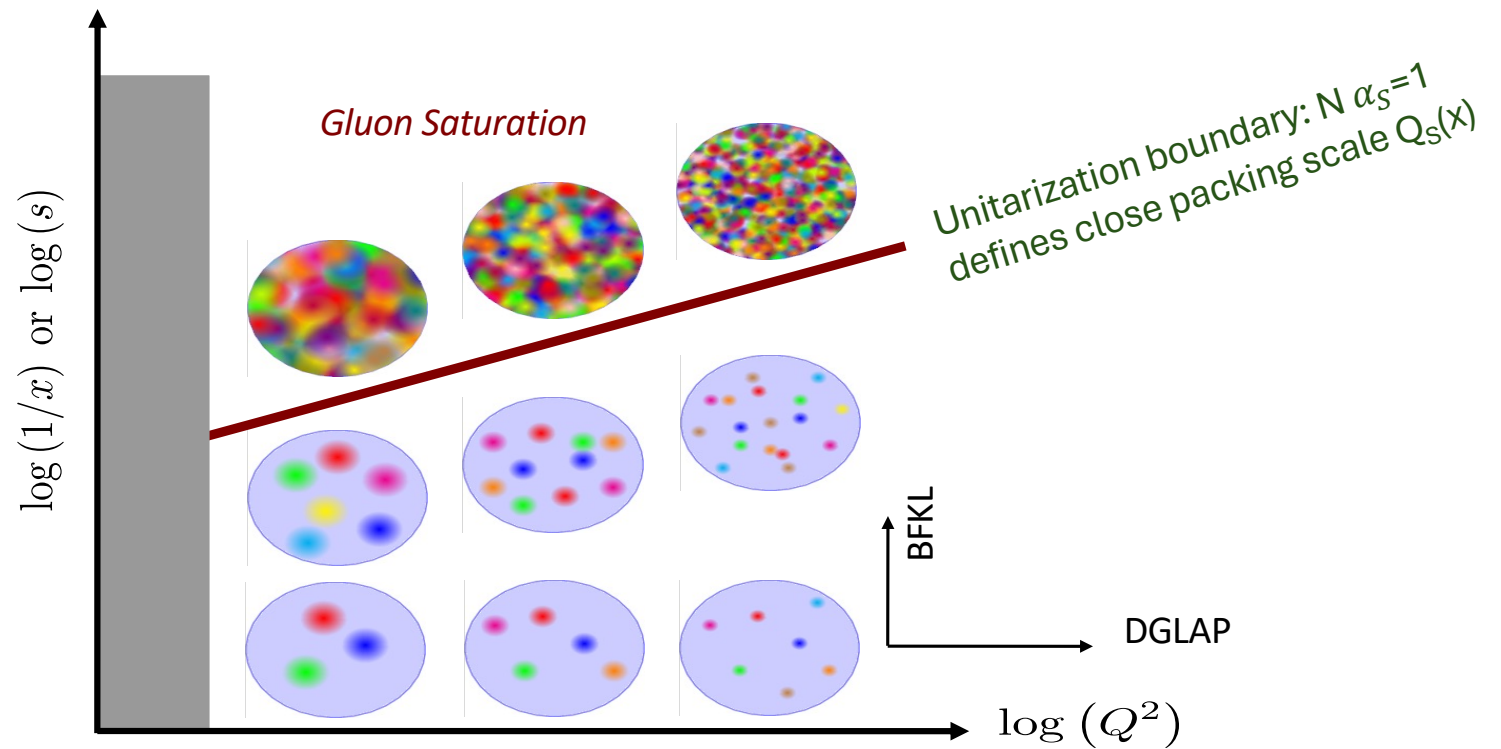 Gluon Saturation
Unitarization boundary: N α_S=1
defines close packing scale Q_S(x)
log (1/x) or log (s)
BFKL
DGLAP
log (Q²)